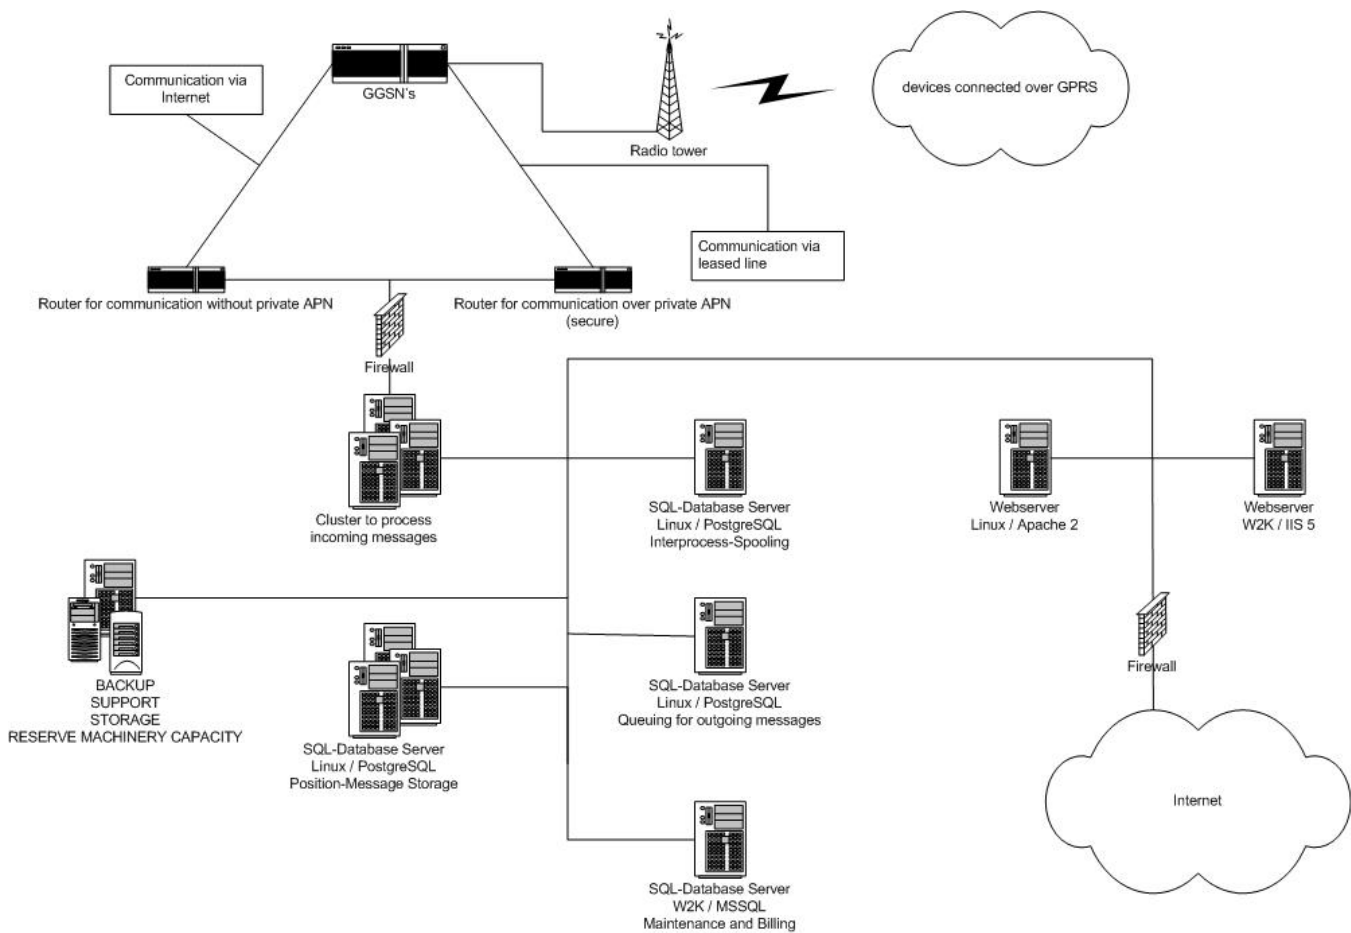 Communication via
Internet
GGSN's
Radio tower
devices connected over GPRS
Communication via
leased line
Router for communication without private APN
Router for communication over private APN
(secure)
Firewall
Cluster to process
incoming messages
SQL-Database Server
Linux / PostgreSQL
Interprocess-Spooling
Webserver
Linux / Apache 2
Webserver
W2K / IIS 5
BACKUP
SUPPORT
STORAGE
RESERVE MACHINERY CAPACITY
SQL-Database Server
Linux / PostgreSQL
Position-Message Storage
SQL-Database Server
Linux / PostgreSQL
Queuing for outgoing messages
Firewall
Internet
SQL-Database Server
W2K / MSSQL
Maintenance and Billing